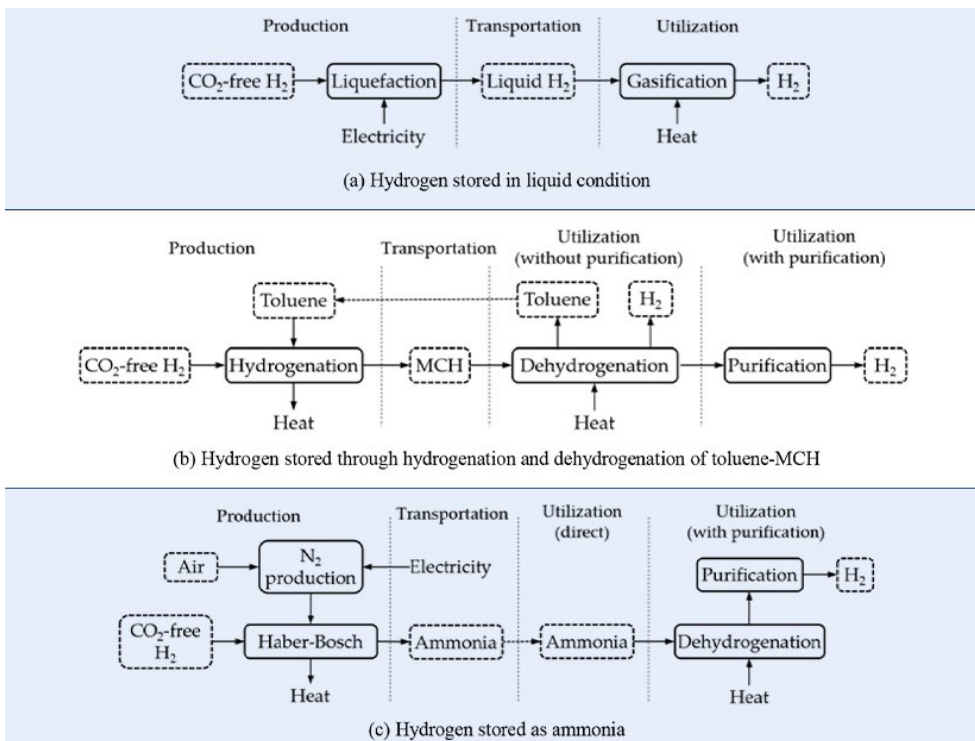 Production
Transportation
Utilization
CO₂-free H₂
Liquefaction
Liquid H₂
Gasification
H₂
Electricity
Heat
(a) Hydrogen stored in liquid condition
Production
Transportation
Utilization
(without purification)
Utilization
(with purification)
Toluene
Toluene
H₂
CO₂-free H₂
Hydrogenation
MCH
Dehydrogenation
Purification
H₂
Heat
Heat
(b) Hydrogen stored through hydrogenation and dehydrogenation of toluene-MCH
Production
Transportation
Utilization
(direct)
Utilization
(with purification)
Air
N₂
production
Electricity
Purification
H₂
CO₂-free
H₂
Haber-Bosch
Ammonia
Ammonia
Dehydrogenation
Heat
Heat
(c) Hydrogen stored as ammonia